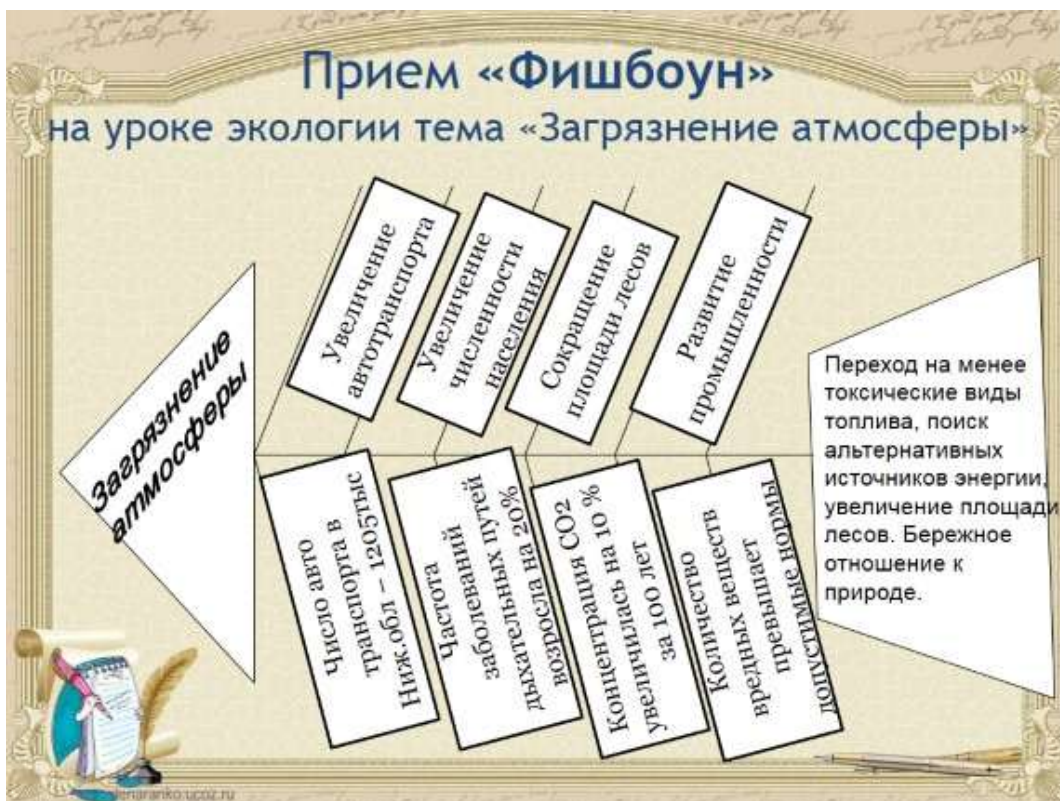 Прием «Фишбоун»
на уроке экологии тема «Загрязнение атмосферы»
Загрязнение
атмосферы
Увеличение
автотранспорта
Увеличение
численности
населения
Сокращение
площади лесов
Развитие
промышленности
Число авто
транспорта в
Ниж.обл – 1205тыс
Частота
заболеваний
дыхательных путей
возросла на 20%
Концентрация СО2
увеличилась на 10 %
за 100 лет
Количество
вредных веществ
превышает
допустимые нормы
Переход на менее
токсические виды
топлива, поиск
альтернативных
источников энергии,
увеличение площади
лесов. Бережное
отношение к
природе.